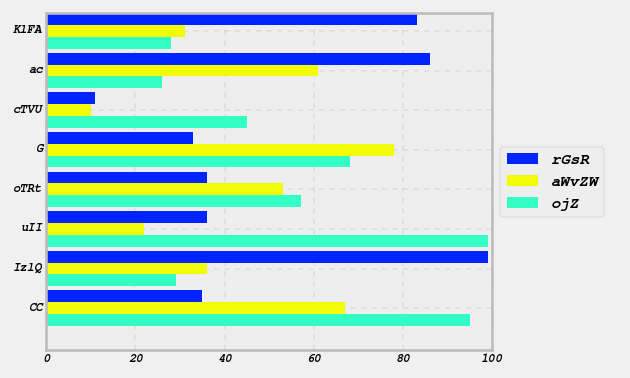 KlFA
ac
cTVU
G
oTRt
uII
IzlQ
CC
0 20 40 60 80 100
rGsR
aWvZW
ojZ